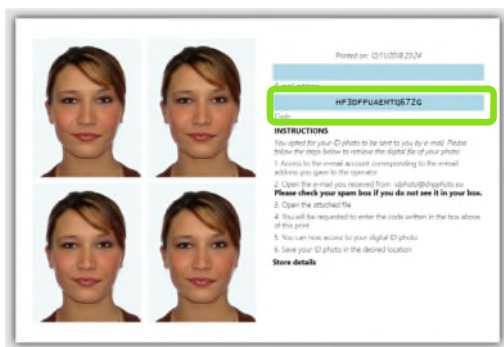 Printed on: 12/11/2018 23:24
E-mail address
HF3DFFUAEHTQ67ZG
Code
INSTRUCTIONS
You opted for your ID photo to be sent to you by e-mail. Please
follow the steps below to retrieve the digital file of your photo
1. Access to the e-mail account corresponding to the e-mail
address you gave to the operator
2. Open the e-mail you received from
Please check your spam box if you do not see it in your box.
3. Open the attached file
4. You will be requested to enter the code written in the box above
of this print
5. You can now access to your digital ID photo
6. Save your ID photo in the desired location
Store details